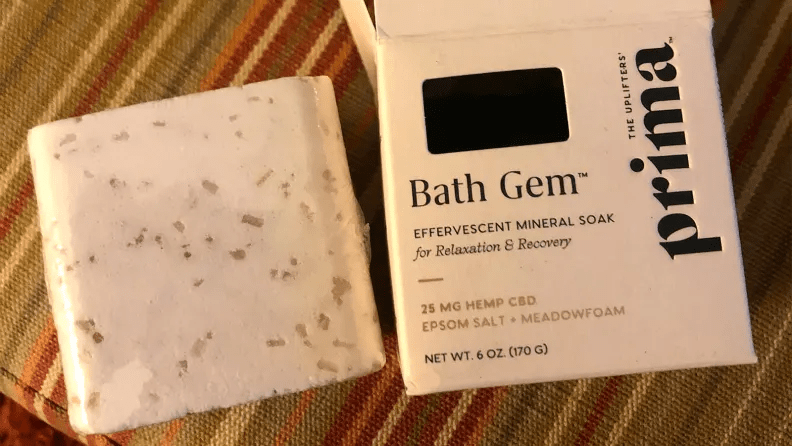 THE UPLIFTERS'
prima™
Bath Gem™
EFFERVESCENT MINERAL SOAK
for Relaxation & Recovery
25 MG HEMP CBD
EPSOM SALT + MEADOWFOAM
NET WT. 6 OZ. (170 G)